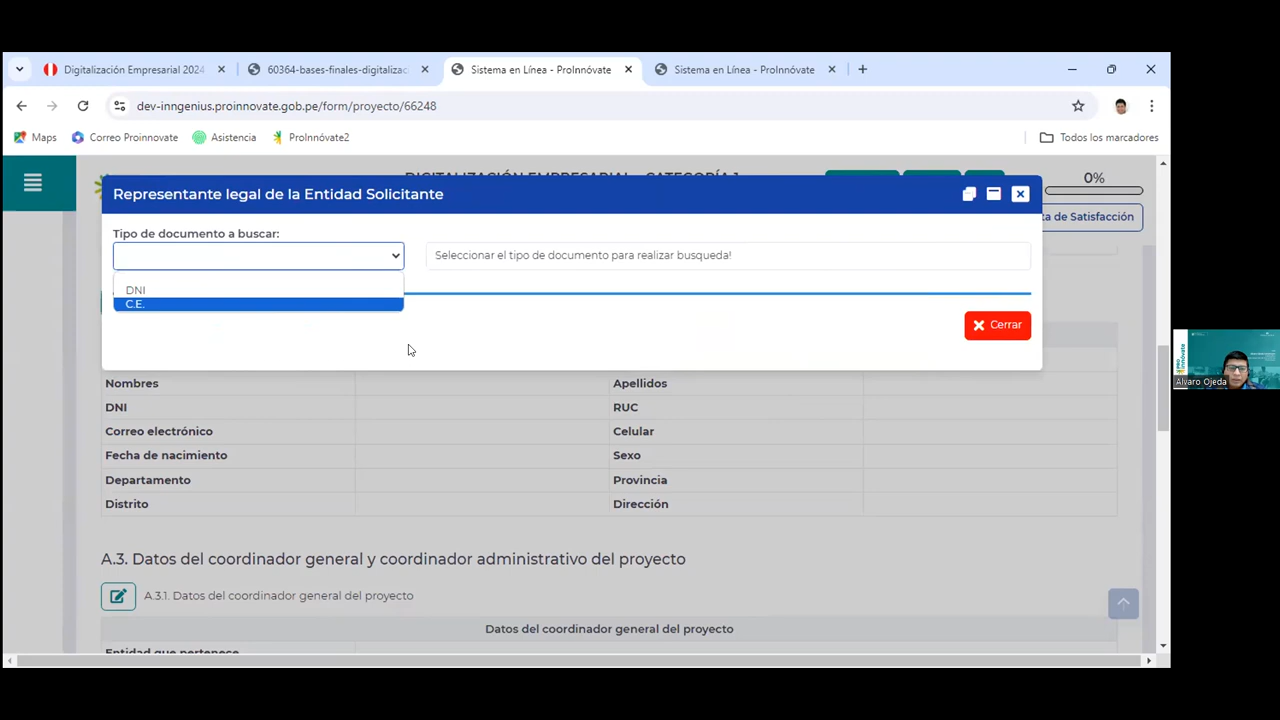 Digitalización Empresarial 2024
60364-bases-finales-digitalizac
Sistema en Línea - ProInnóvate
Sistema en Línea - ProInnóvate
dev-inngenius.proinnovate.gob.pe/form/proyecto/66248
Maps
Correo Proinnovate
Asistencia
ProInnóvate2
Todos los marcadores
0%
Representante legal de la Entidad Solicitante
ta de Satisfacción
Tipo de documento a buscar:
Seleccionar el tipo de documento para realizar busqueda!
DNI
C.E.
Cerrar
Nombres
Apellidos
DNI
RUC
Correo electrónico
Celular
Fecha de nacimiento
Sexo
Departamento
Provincia
Distrito
Dirección
A.3. Datos del coordinador general y coordinador administrativo del proyecto
A.3.1. Datos del coordinador general del proyecto
Datos del coordinador general del proyecto
Entidad que pertenece
Alvaro Ojeda